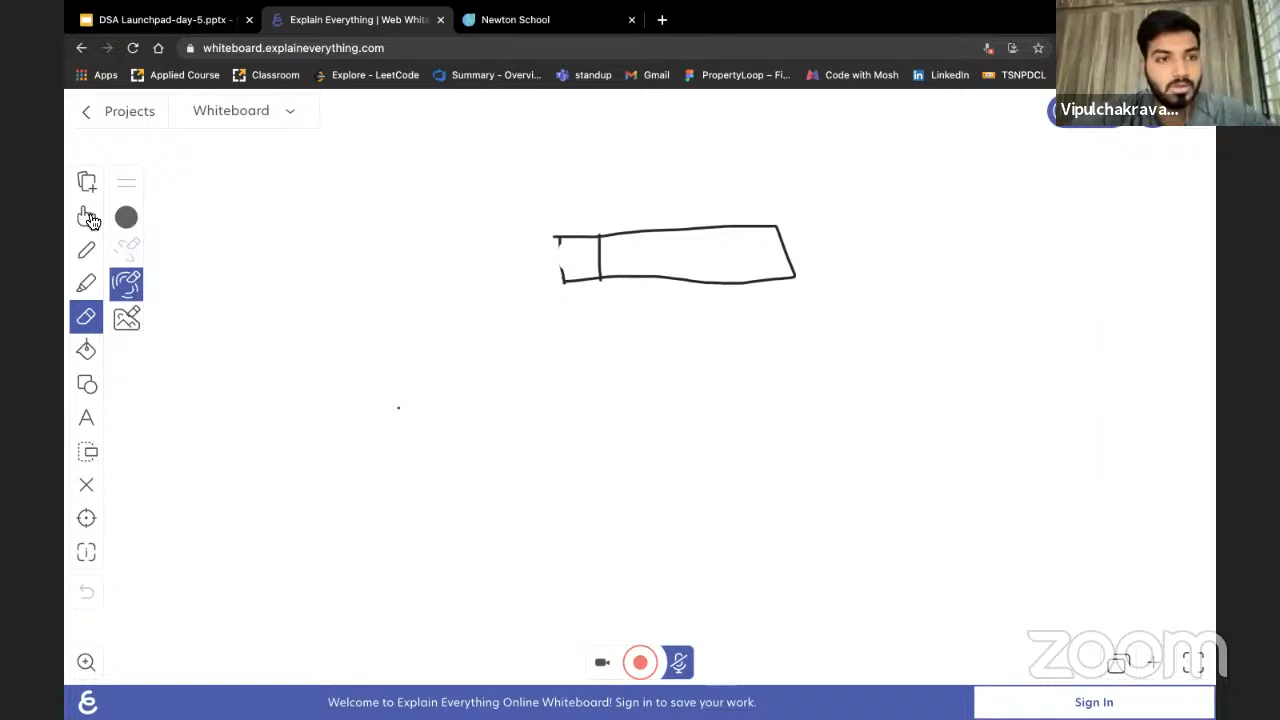 DSA Launchpad-day-5.pptx -
Explain Everything | Web White
Newton School
whiteboard.explaineverything.com
Apps
Applied Course
Classroom
Explore - LeetCode
Summary - Overvi...
standup
Gmail
PropertyLoop – Fi...
Code with Mosh
LinkedIn
TSNPDCL
Vipulchakrava...
Projects
Whiteboard
A
zoom
Welcome to Explain Everything Online Whiteboard! Sign in to save your work.
Sign In